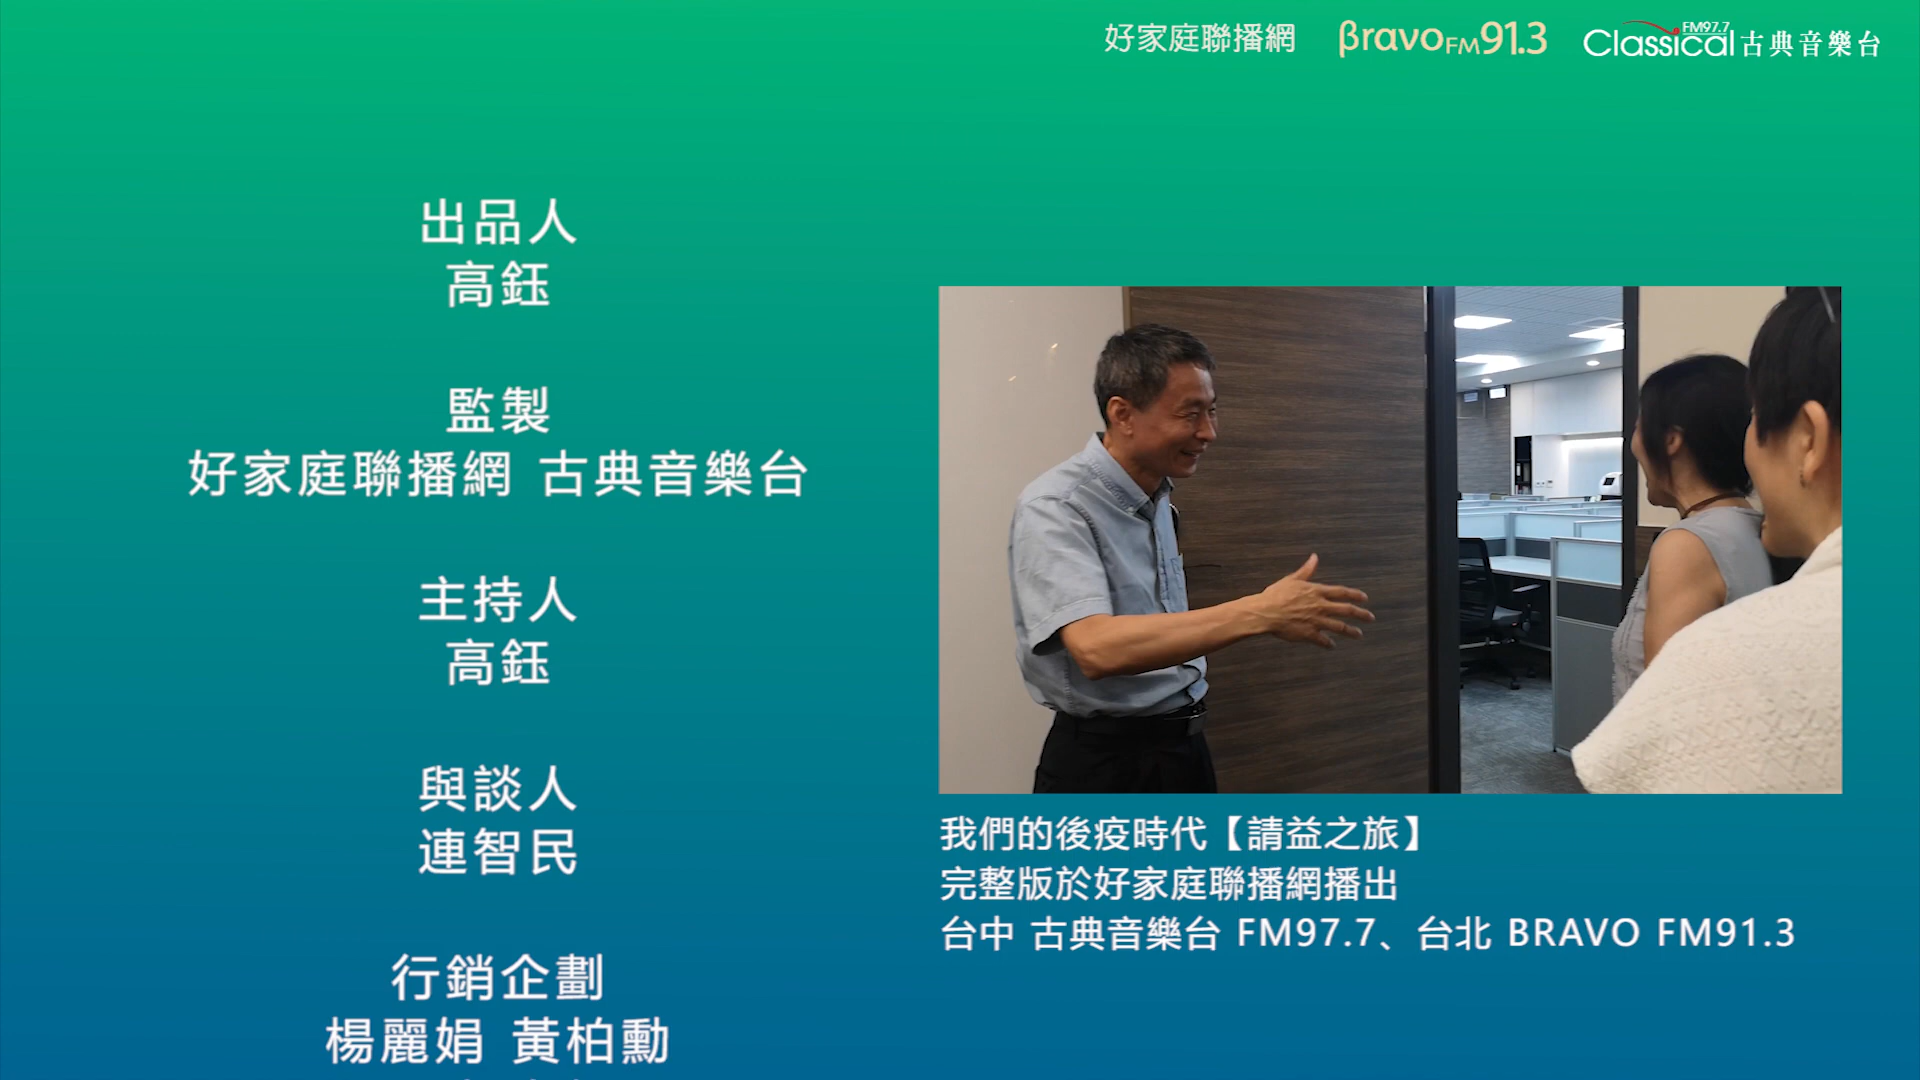 好家庭聯播網 BravoFM91.3 Classical FM97.7 古典音樂台
出品人
高鈺
監製
好家庭聯播網 古典音樂台
主持人
高鈺
與談人
連智民
行銷企劃
楊麗娟 黃柏勳
我們的後疫時代【請益之旅】
完整版於好家庭聯播網播出
台中 古典音樂台 FM97.7、台北 BRAVO FM91.3